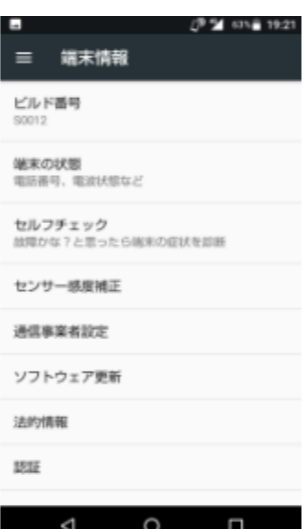 63% 19:21
端末情報
ビルド番号
S0012
端末の状態
電話番号、電波状態など
セルフチェック
故障かな？と思ったら端末の症状を診断
センサー感度補正
通信事業者設定
ソフトウェア更新
法的情報
認証